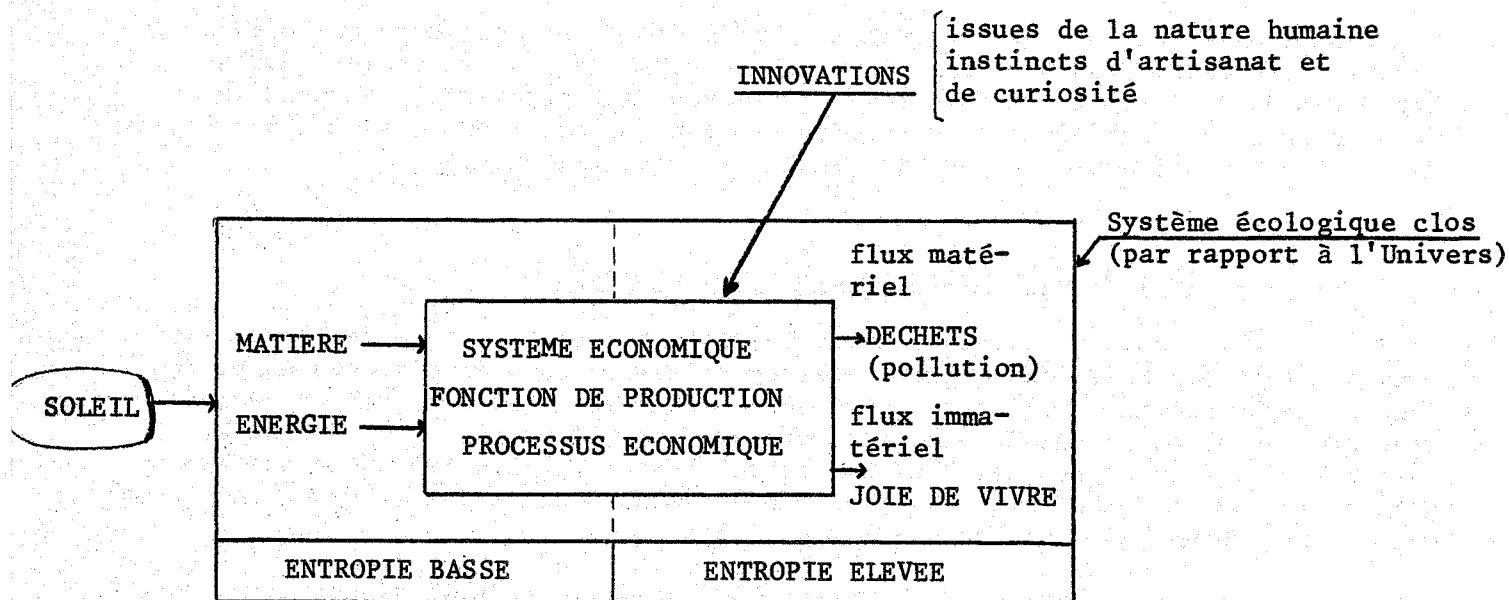 issues de la nature humaine
instincts d'artisanat et
de curiosité
INNOVATIONS
Système écologique clos
(par rapport à l'Univers)
flux maté-
riel
MATIERE
SYSTEME ECONOMIQUE
DECHETS
(pollution)
SOLEIL
FONCTION DE PRODUCTION
ENERGIE
flux imma-
tériel
PROCESSUS ECONOMIQUE
JOIE DE VIVRE
ENTROPIE BASSE
ENTROPIE ELEVEE